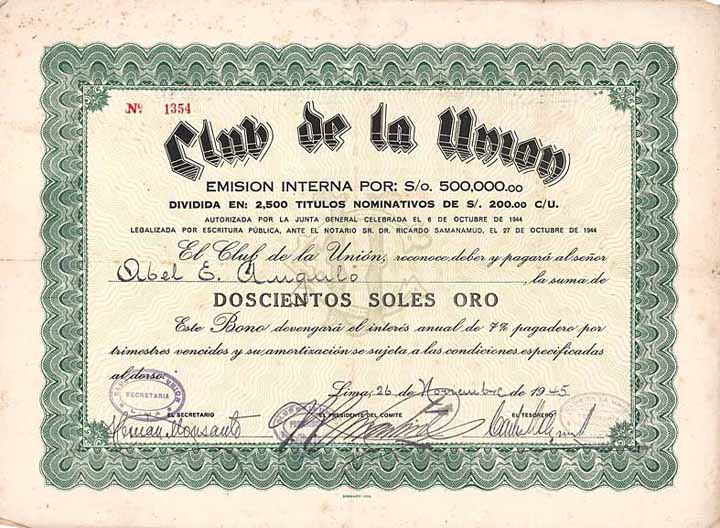 Nº 1354
Club de la Union
EMISION INTERNA POR: S/o. 500,000.00
DIVIDIDA EN: 2,500 TITULOS NOMINATIVOS DE S/. 200.00 C/U.
AUTORIZADA POR LA JUNTA GENERAL CELEBRADA EL 6 DE OCTUBRE DE 1944
LEGALIZADA POR ESCRITURA PÚBLICA, ANTE EL NOTARIO SR. DR. RICARDO SAMANAMUD, EL 27 DE OCTUBRE DE 1944
El Club de la Unión, reconoce deber y pagará al señor
Abel E. Anguló, la suma de
DOSCIENTOS SOLES ORO
Este Bono devengará el interés anual de 7% pagadero por
trimestres vencidos y su amortización se sujeta a las condiciones especificadas
al dorso.
Lima, 26 de Noviembre de 1945
SECRETARIA
EL SECRETARIO EL PRESIDENTE DEL COMITE EL TESORERO
Hernan Monsante